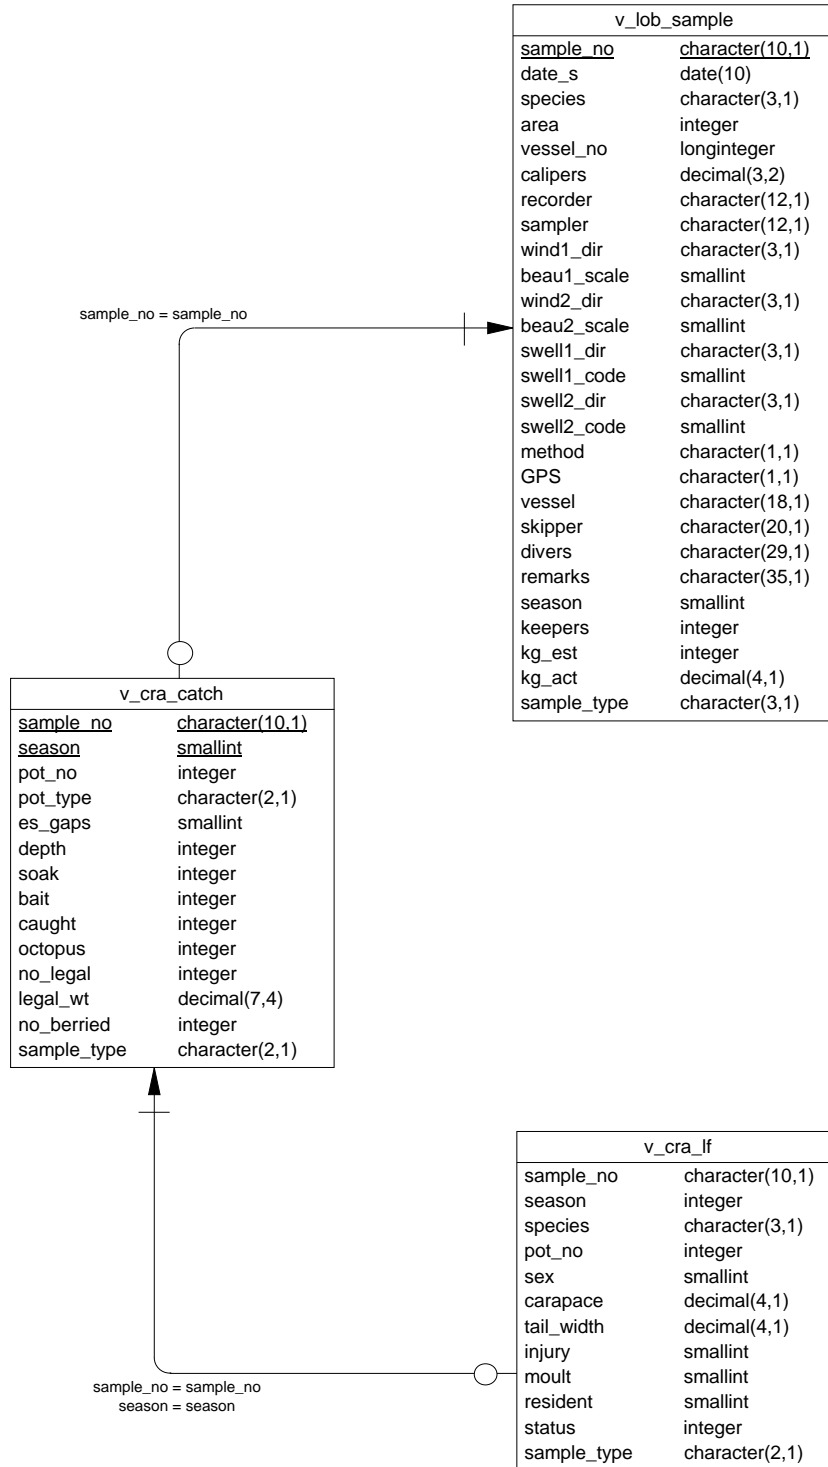 v_lob_sample
sample_no character(10,1)
date_s date(10)
species character(3,1)
area integer
vessel_no longinteger
calipers decimal(3,2)
recorder character(12,1)
sampler character(12,1)
wind1_dir character(3,1)
beau1_scale smallint
wind2_dir character(3,1)
beau2_scale smallint
swell1_dir character(3,1)
swell1_code smallint
swell2_dir character(3,1)
swell2_code smallint
method character(1,1)
GPS character(1,1)
vessel character(18,1)
skipper character(20,1)
divers character(29,1)
remarks character(35,1)
season smallint
keepers integer
kg_est integer
kg_act decimal(4,1)
sample_type character(3,1)
sample_no = sample_no
v_cra_catch
sample_no character(10,1)
season smallint
pot_no integer
pot_type character(2,1)
es_gaps smallint
depth integer
soak integer
bait integer
caught integer
octopus integer
no_legal integer
legal_wt decimal(7,4)
no_berried integer
sample_type character(2,1)
sample_no = sample_no
season = season
v_cra_lf
sample_no character(10,1)
season integer
species character(3,1)
pot_no integer
sex smallint
carapace decimal(4,1)
tail_width decimal(4,1)
injury smallint
moult smallint
resident smallint
status integer
sample_type character(2,1)